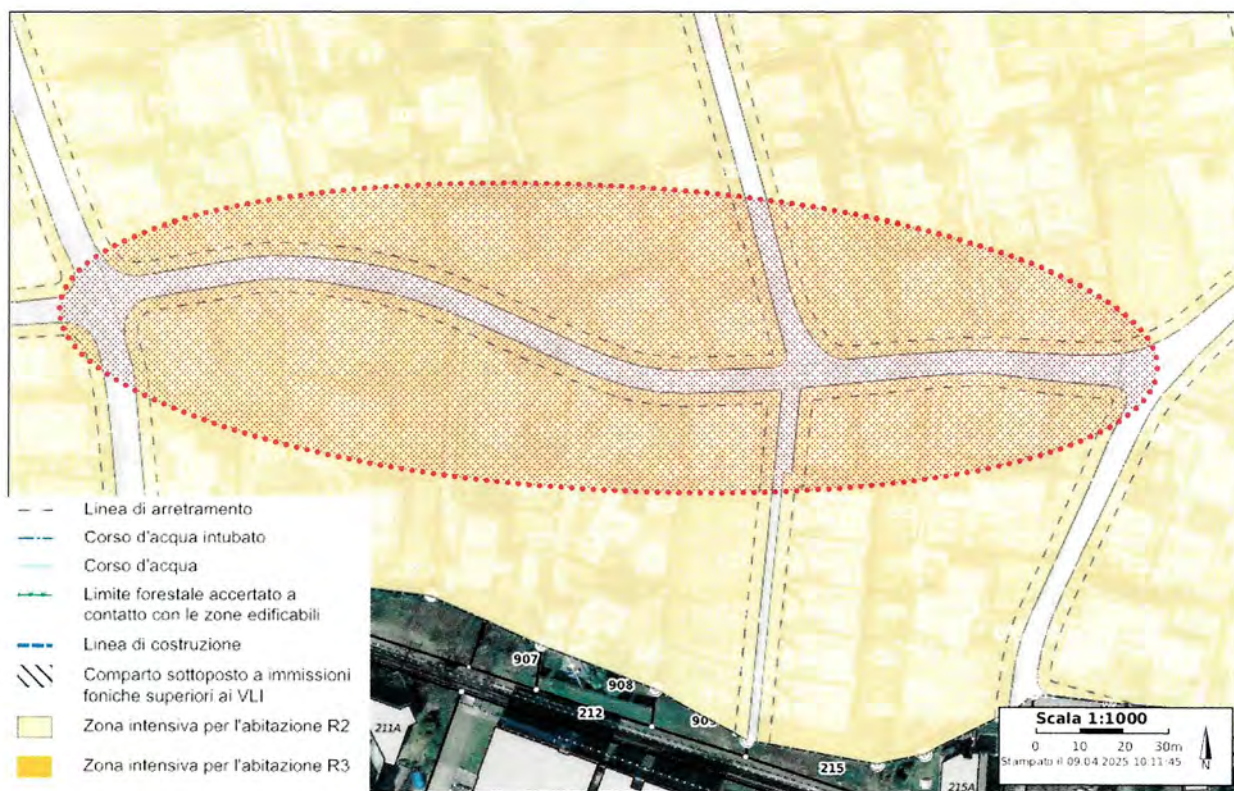 Linea di arretramento
Corso d'acqua intubato
Corso d'acqua
Limite forestale accertato a
contatto con le zone edificabili
Linea di costruzione
Comparto sottoposto a immissioni
foniche superiori ai VLI
Zona intensiva per l'abitazione R2
Zona intensiva per l'abitazione R3
907
908
909
212
211A
215
215A
Scala 1:1000
0 10 20 30m
Stampato il 09.04.2025 10:11:45
N